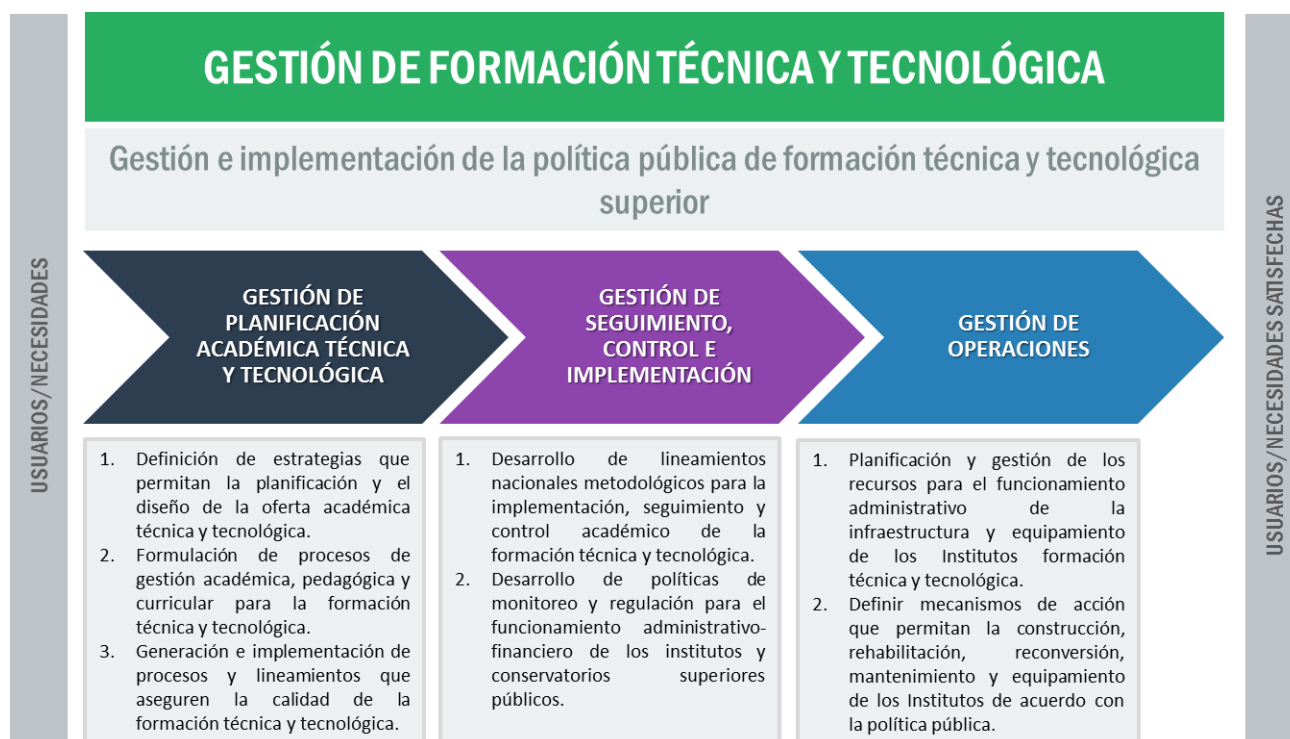 GESTIÓN DE FORMACIÓN TÉCNICA Y TECNOLÓGICA
Gestión e implementación de la política pública de formación técnica y tecnológica
superior
USUARIOS/NECESIDADES
GESTIÓN DE
PLANIFICACIÓN
ACADÉMICA TÉCNICA
Y TECNOLÓGICA
1. Definición de estrategias que
permitan la planificación y el
diseño de la oferta académica
técnica y tecnológica.
2. Formulación de procesos de
gestión académica, pedagógica y
curricular para la formación
técnica y tecnológica.
3. Generación e implementación de
procesos y lineamientos que
aseguren la calidad de la
formación técnica y tecnológica.
GESTIÓN DE
SEGUIMIENTO,
CONTROL E
IMPLEMENTACIÓN
1. Desarrollo de lineamientos
nacionales metodológicos para la
implementación, seguimiento y
control académico de la
formación técnica y tecnológica.
2. Desarrollo de políticas de
monitoreo y regulación para el
funcionamiento administrativo-
financiero de los institutos y
conservatorios superiores
públicos.
GESTIÓN DE
OPERACIONES
1. Planificación y gestión de los
recursos para el funcionamiento
administrativo de la
infraestructura y equipamiento
de los Institutos formación
técnica y tecnológica.
2. Definir mecanismos de acción
que permitan la construcción,
rehabilitación, reconversión,
mantenimiento y equipamiento
de los Institutos de acuerdo con
la política pública.
USUARIOS/NECESIDADES SATISFECHAS